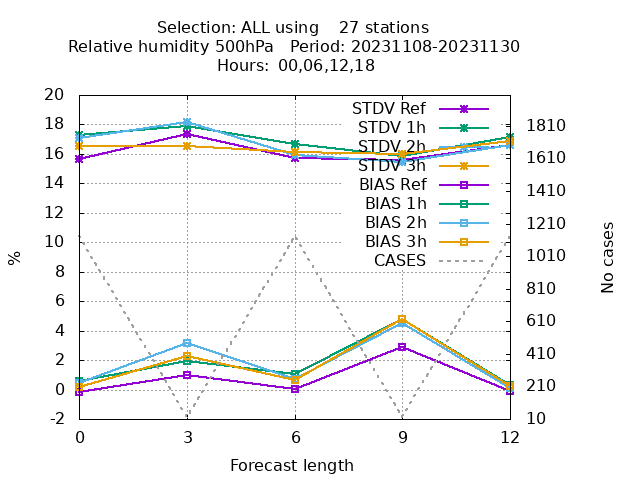 Selection: ALL using    27 stations
Relative humidity 500hPa   Period: 20231108-20231130
Hours: 00,06,12,18
20
18
16
14
12
10
8
6
4
2
0
-2
%
STDV Ref
STDV 1h
STDV 2h
STDV 3h
BIAS Ref
BIAS 1h
BIAS 2h
BIAS 3h
CASES
1810
1610
1410
1210
1010
810
610
410
210
10
No cases
0 3 6 9 12
Forecast length